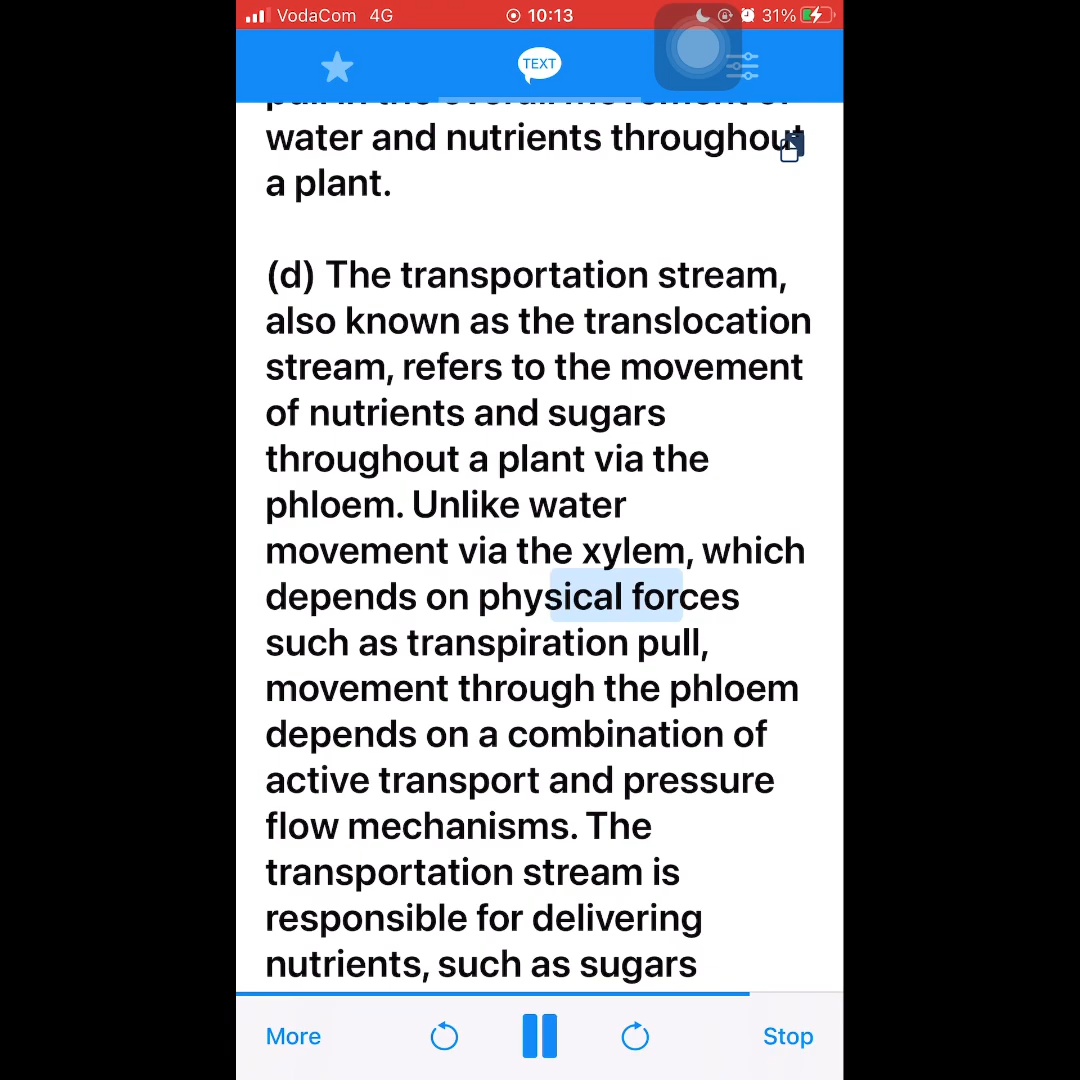 VodaCom 4G 10:13 31%
TEXT
water and nutrients throughout
a plant.
(d) The transportation stream,
also known as the translocation
stream, refers to the movement
of nutrients and sugars
throughout a plant via the
phloem. Unlike water
movement via the xylem, which
depends on physical forces
such as transpiration pull,
movement through the phloem
depends on a combination of
active transport and pressure
flow mechanisms. The
transportation stream is
responsible for delivering
nutrients, such as sugars
More Stop